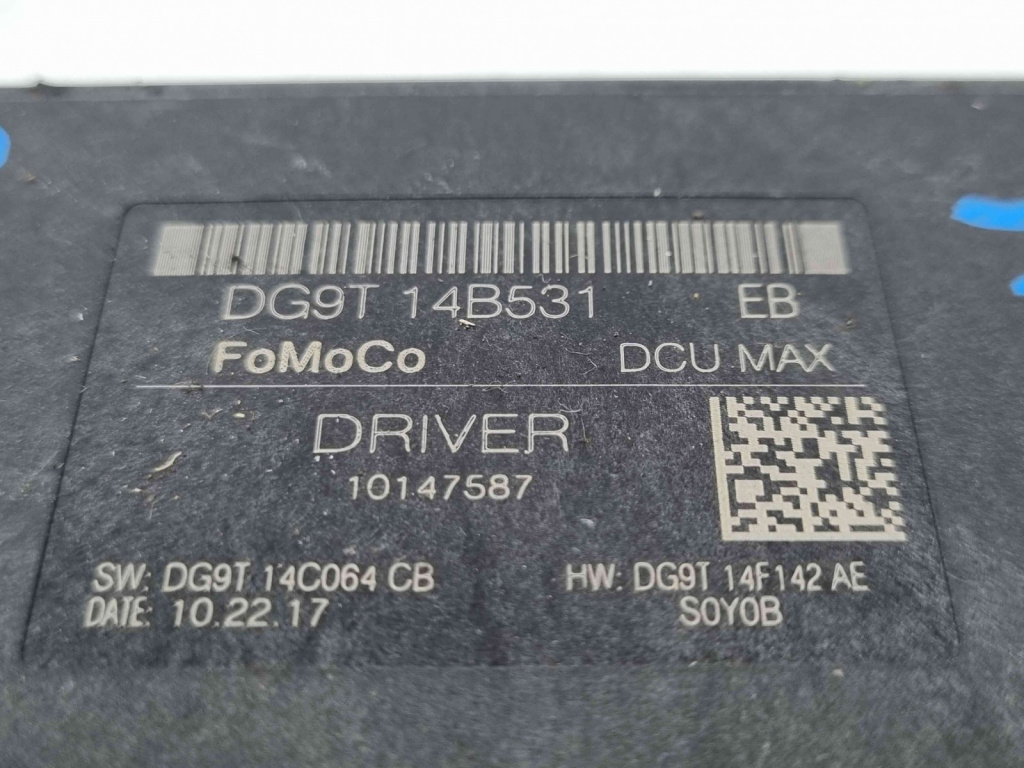 DG9T 14B531 EB
FoMoCo DCU MAX
DRIVER
10147587
SW: DG9T 14C064 CB HW: DG9T 14F142 AE
DATE: 10.22.17 S0Y0B